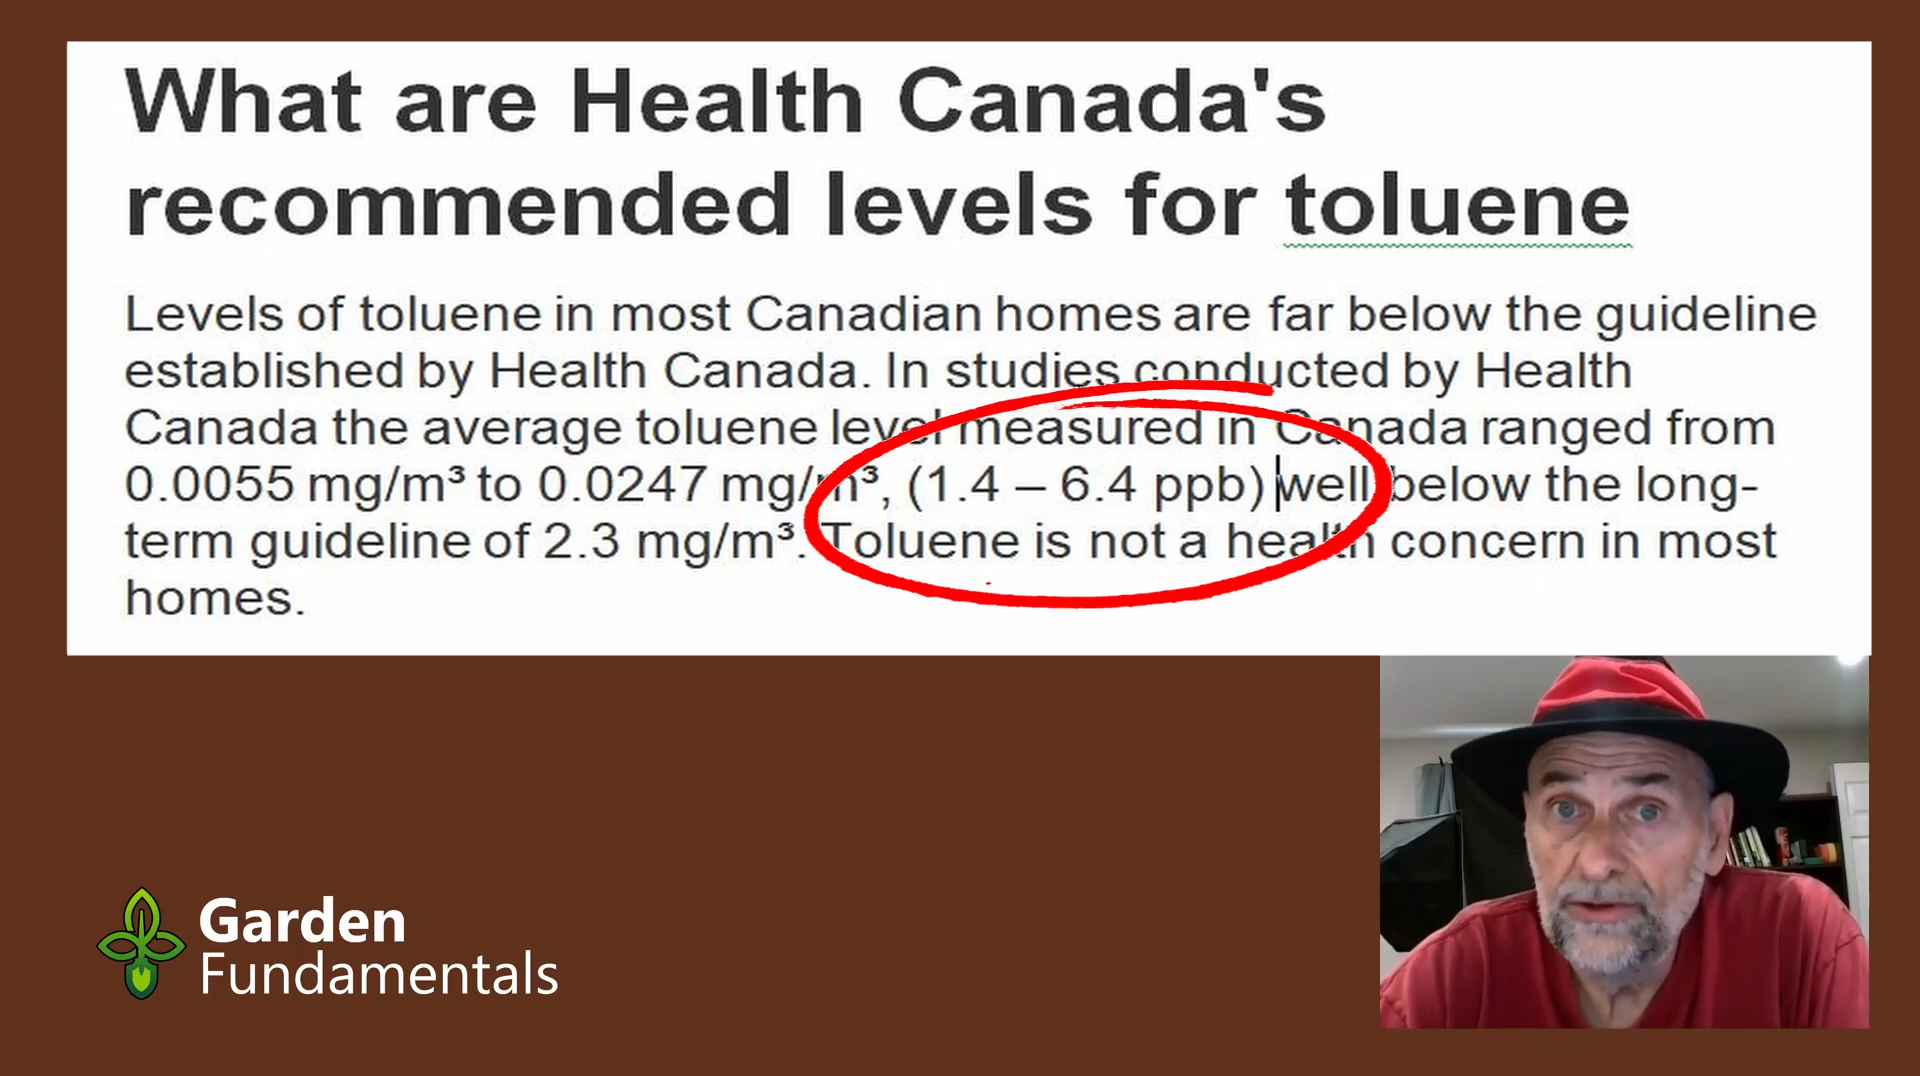 What are Health Canada's
recommended levels for toluene
Levels of toluene in most Canadian homes are far below the guideline
established by Health Canada. In studies conducted by Health
Canada the average toluene level measured in Canada ranged from
0.0055 mg/m³ to 0.0247 mg/m³, (1.4 – 6.4 ppb) well below the long-
term guideline of 2.3 mg/m³. Toluene is not a health concern in most
homes.
Garden
Fundamentals